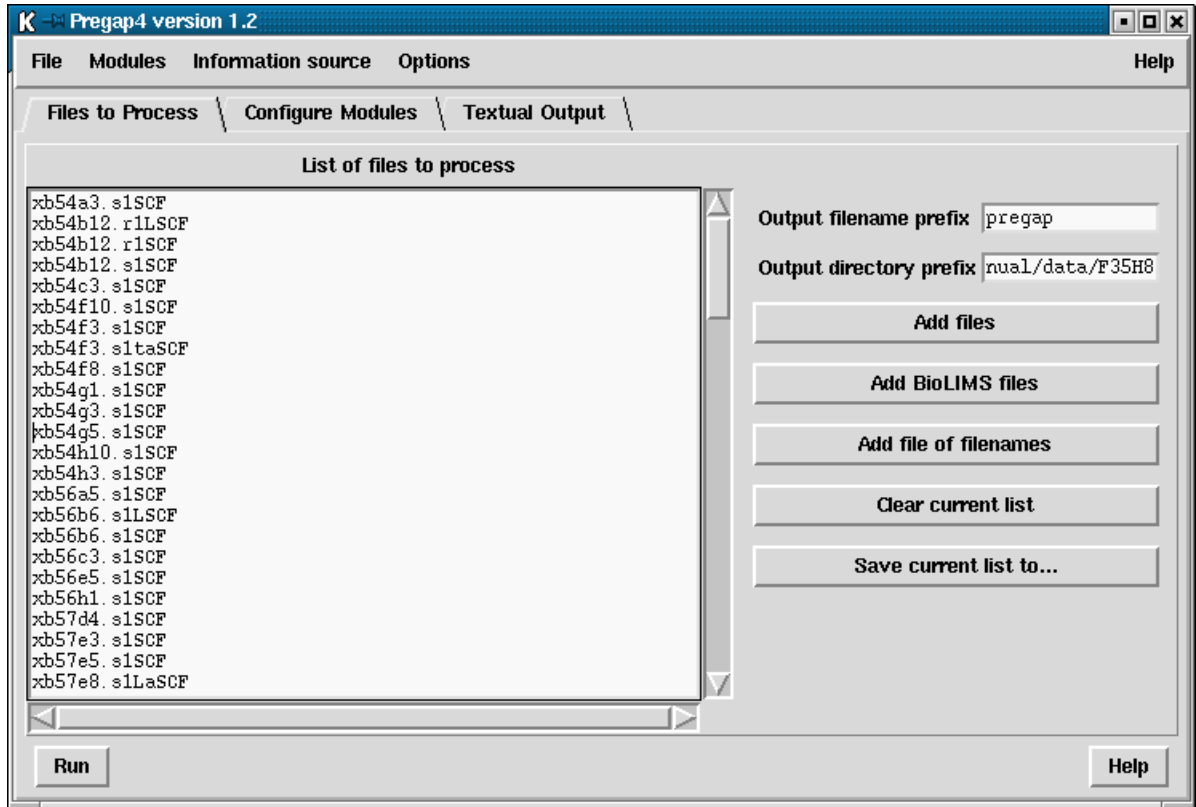 K Pregap4 version 1.2
File Modules Information source Options Help
Files to Process Configure Modules Textual Output
List of files to process
xb54a3.s1SCF
xb54b12.r1LSCF
xb54b12.r1SCF
xb54b12.s1SCF
xb54c3.s1SCF
xb54f10.s1SCF
xb54f3.s1SCF
xb54f3.s1taSCF
xb54f8.s1SCF
xb54g1.s1SCF
xb54g3.s1SCF
xb54g5.s1SCF
xb54h10.s1SCF
xb54h3.s1SCF
xb56a5.s1SCF
xb56b6.s1LSCF
xb56b6.s1SCF
xb56c3.s1SCF
xb56e5.s1SCF
xb56h1.s1SCF
xb57d4.s1SCF
xb57e3.s1SCF
xb57e5.s1SCF
xb57e8.s1LaSCF
Output filename prefix pregap
Output directory prefix nual/data/F35H8
Add files
Add BioLIMS files
Add file of filenames
Clear current list
Save current list to...
Run Help